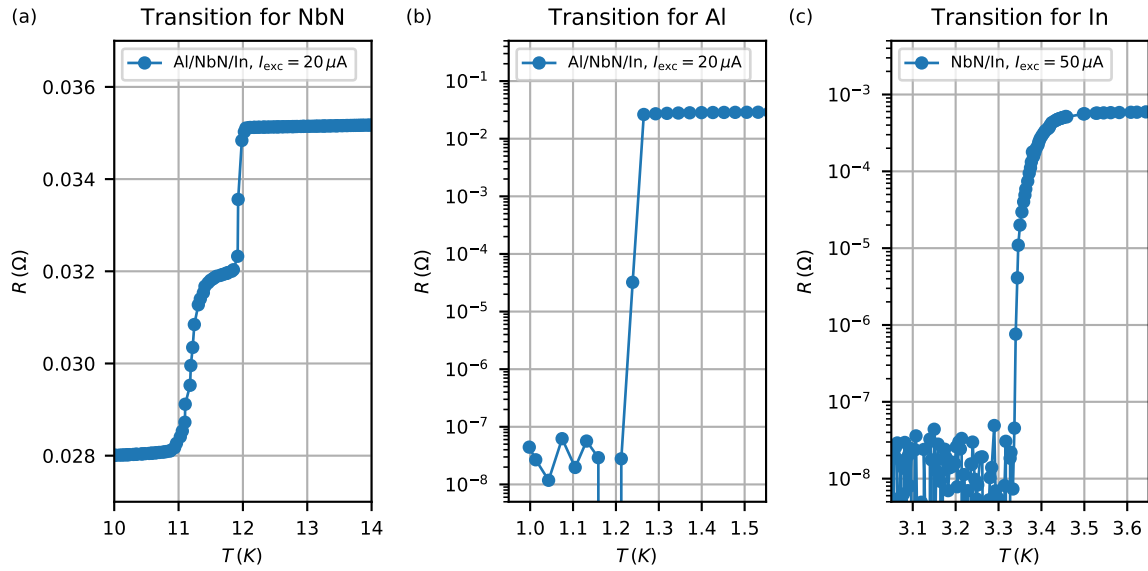 (a)
Transition for NbN
Al/NbN/In, I_exc = 20 μA
0.036
0.034
0.032
0.030
0.028
R (Ω)
10
11
12
13
14
T (K)
(b)
Transition for Al
Al/NbN/In, I_exc = 20 μA
10⁻¹
10⁻²
10⁻³
10⁻⁴
10⁻⁵
10⁻⁶
10⁻⁷
10⁻⁸
R (Ω)
1.0
1.1
1.2
1.3
1.4
1.5
T (K)
(c)
Transition for In
NbN/In, I_exc = 50 μA
10⁻³
10⁻⁴
10⁻⁵
10⁻⁶
10⁻⁷
10⁻⁸
R (Ω)
3.1
3.2
3.3
3.4
3.5
3.6
T (K)